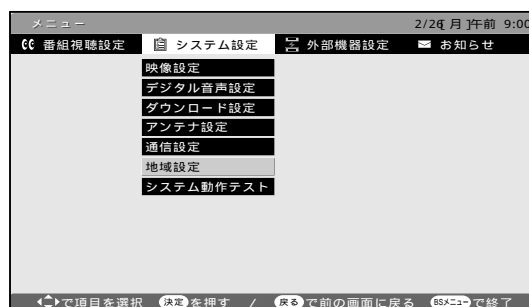 メニュー 2/26[月]午前 9:00
番組視聴設定 システム設定 外部機器設定 お知らせ
映像設定
デジタル音声設定
ダウンロード設定
アンテナ設定
通信設定
地域設定
システム動作テスト
で項目を選択 決定を押す / 戻るで前の画面に戻る BSメニューで終了